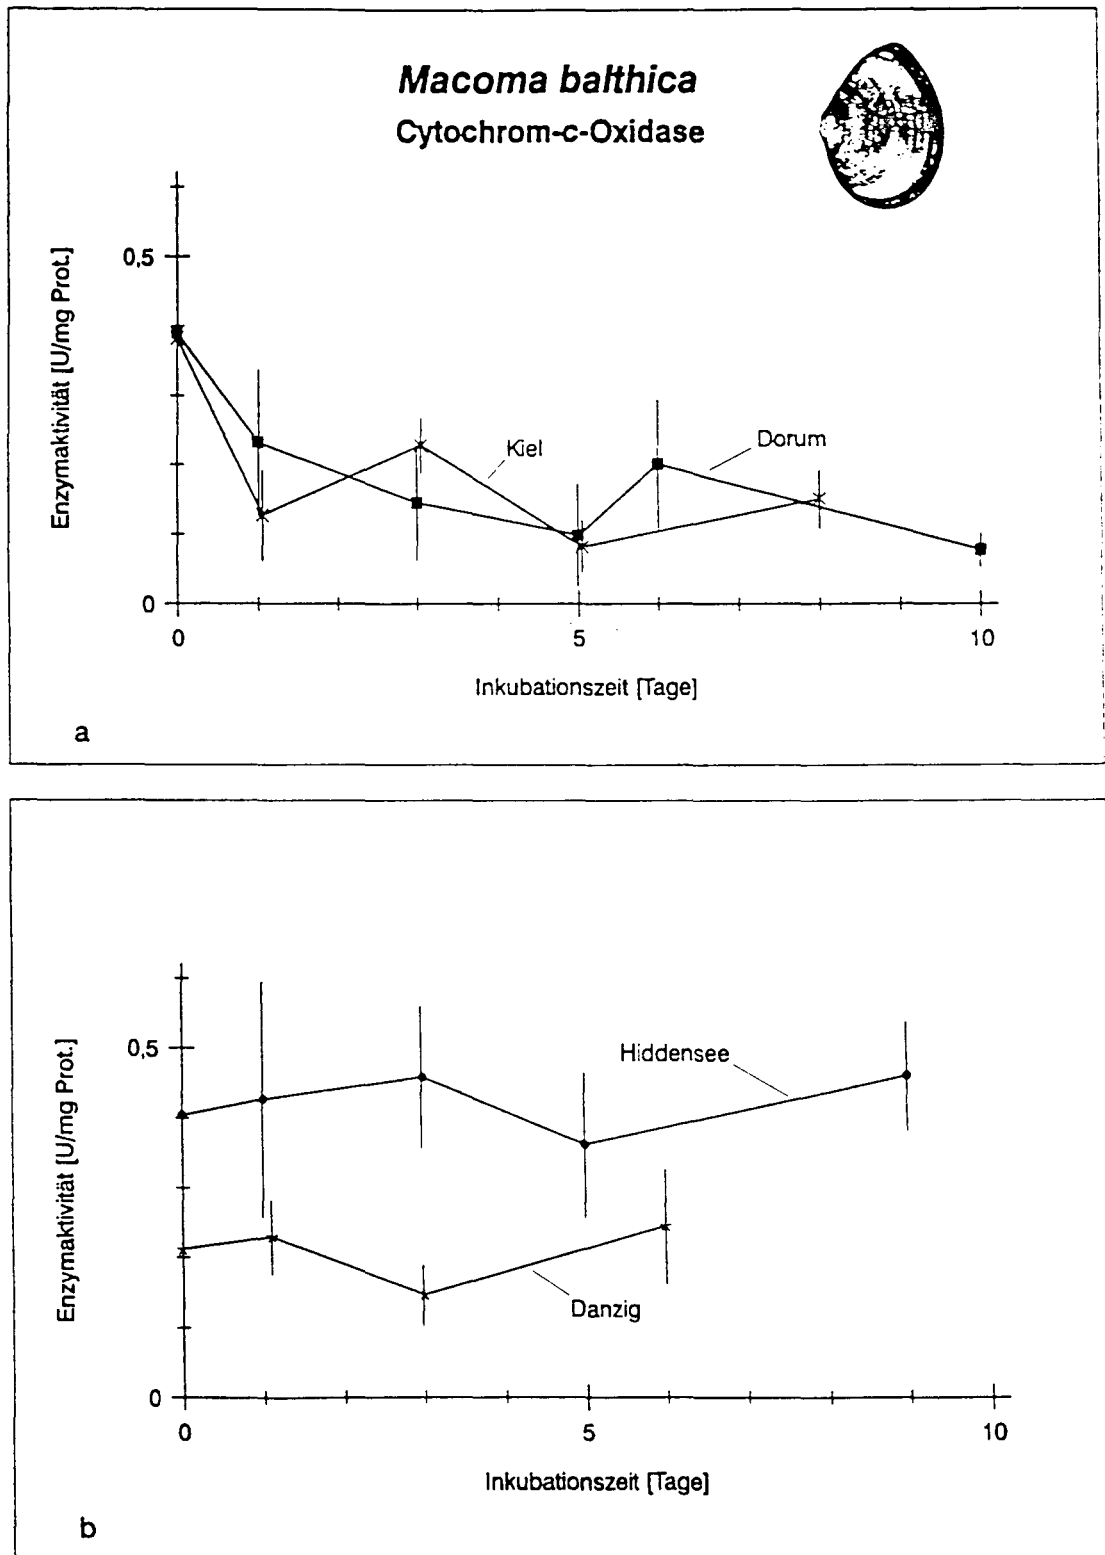 Macoma balthica
Cytochrom-c-Oxidase
Enzymaktivität [U/mg Prot.]
0,5
0
Kiel
Dorum
0
5
10
Inkubationszeit [Tage]
a
Enzymaktivität [U/mg Prot.]
0,5
0
Hiddensee
Danzig
0
5
10
Inkubationszeit [Tage]
b